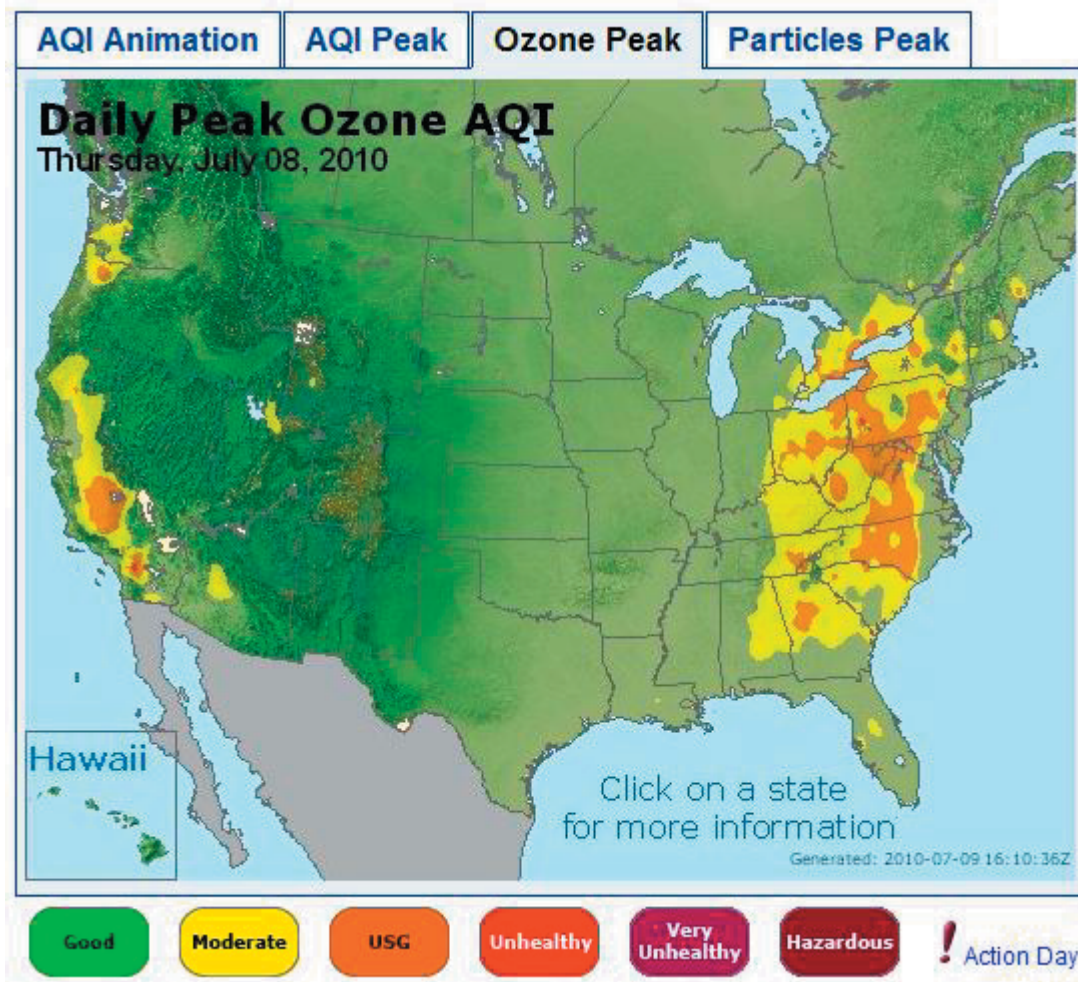 AQI Animation
AQI Peak
Ozone Peak
Particles Peak
Daily Peak Ozone AQI
Thursday, July 08, 2010
Hawaii
Click on a state
for more information
Generated: 2010-07-09 16:10:36Z
Good
Moderate
USG
Unhealthy
Very
Unhealthy
Hazardous
! Action Day